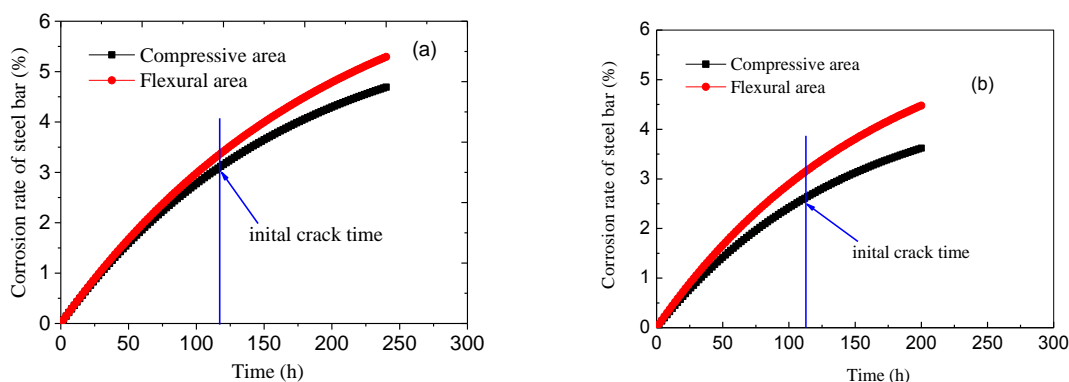 (a)
Compressive area
Flexural area
inital crack time
Corrosion rate of steel bar (%)
6
5
4
3
2
1
0
0 50 100 150 200 250 300
Time (h)
(b)
Compressive area
Flexural area
inital crack time
Corrosion rate of steel bar (%)
6
5
4
3
2
1
0
0 50 100 150 200 250 300
Time (h)